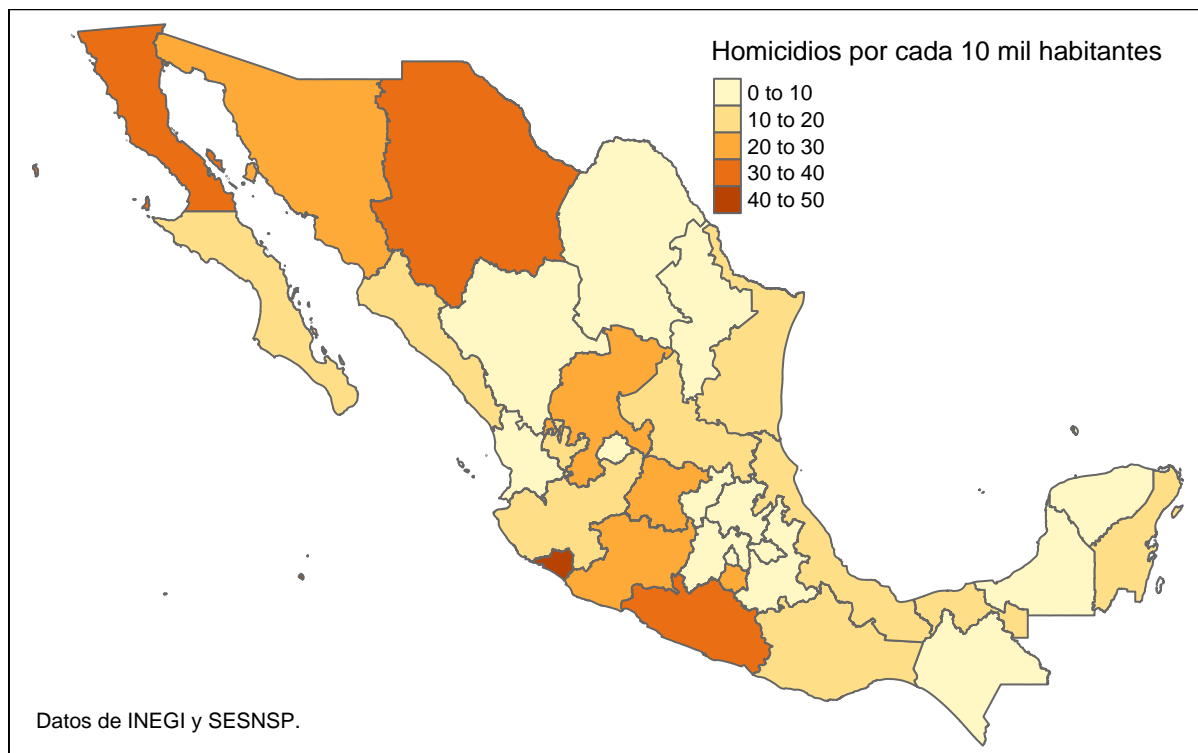 Homicidios por cada 10 mil habitantes
0 to 10
10 to 20
20 to 30
30 to 40
40 to 50
Datos de INEGI y SESNSP.